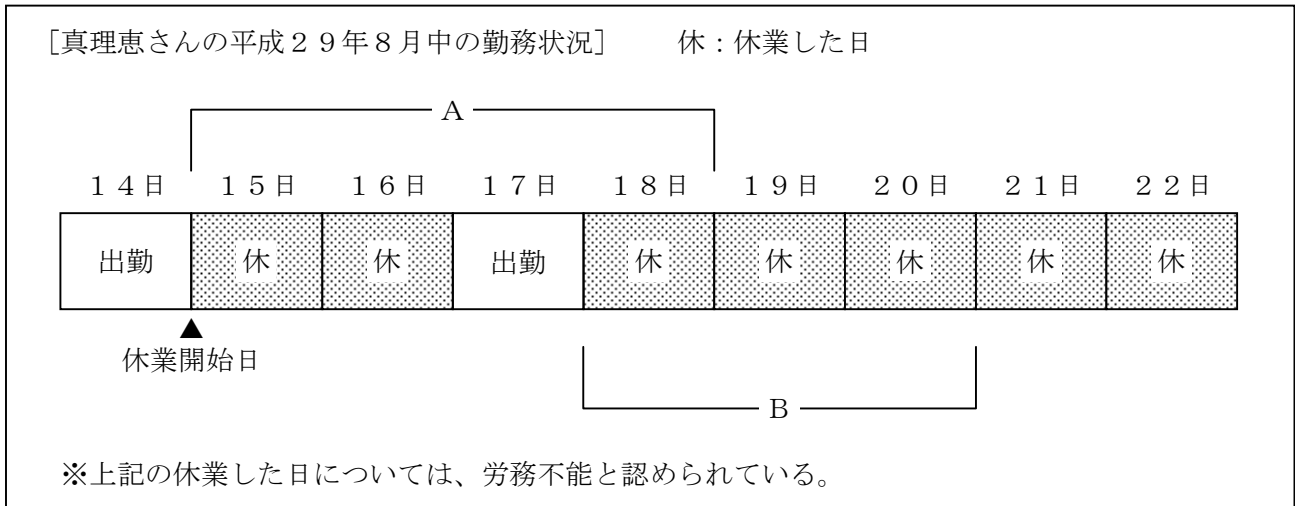 [真理恵さんの平成29年8月中の勤務状況]　　休:休業した日
A
14日 15日 16日 17日 18日 19日 20日 21日 22日
出勤 休 休 出勤 休 休 休 休 休
▲
休業開始日
B
※上記の休業した日については、労務不能と認められている。